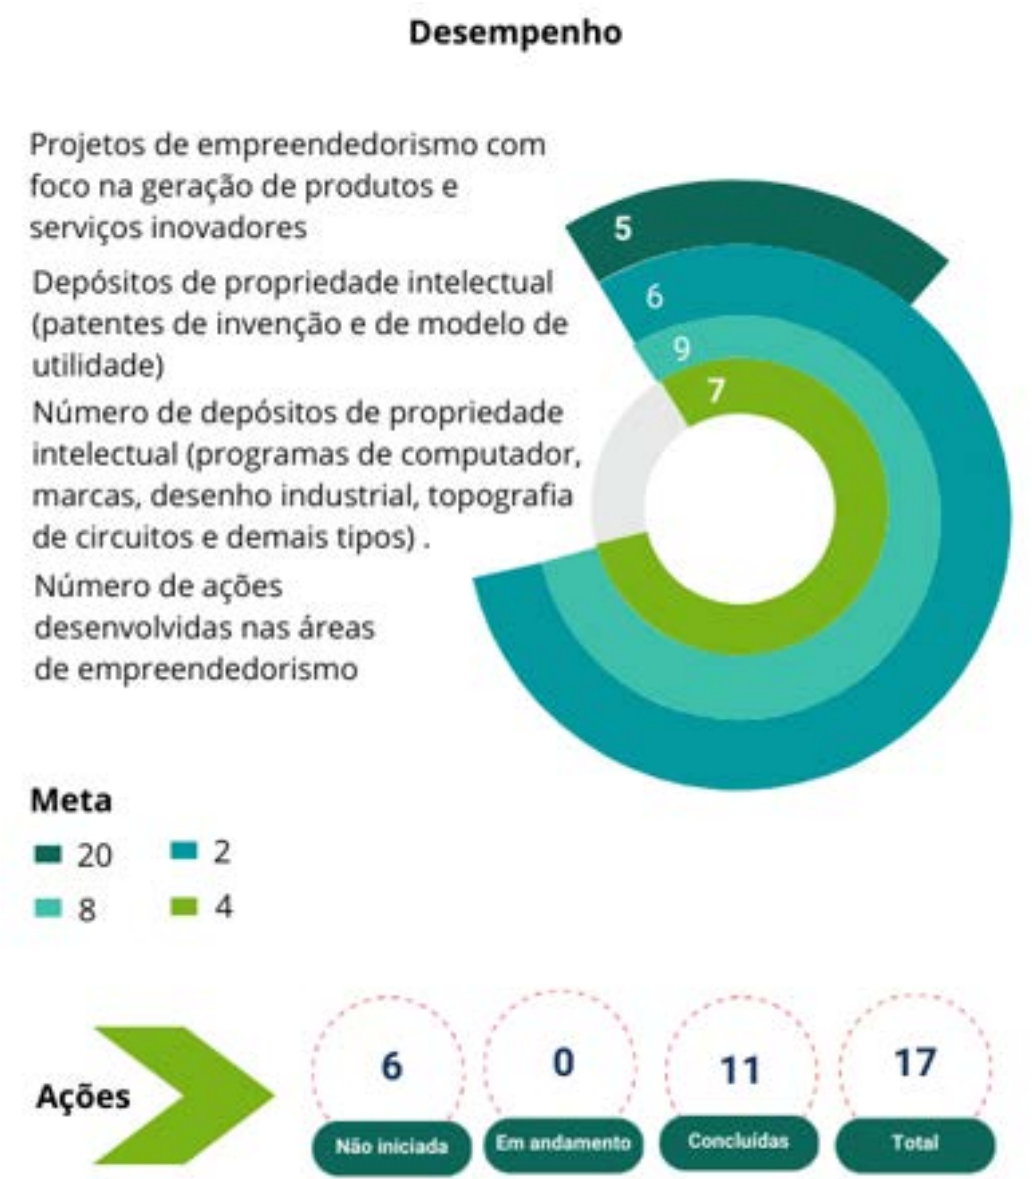 Desempenho
Projetos de empreendedorismo com
foco na geração de produtos e
serviços inovadores
Depósitos de propriedade intelectual
(patentes de invenção e de modelo de
utilidade)
Número de depósitos de propriedade
intelectual (programas de computador,
marcas, desenho industrial, topografia
de circuitos e demais tipos) .
Número de ações
desenvolvidas nas áreas
de empreendedorismo
5
6
9
7
Meta
20 2
8 4
Ações
6 0 11 17
Não iniciada Em andamento Concluídas Total